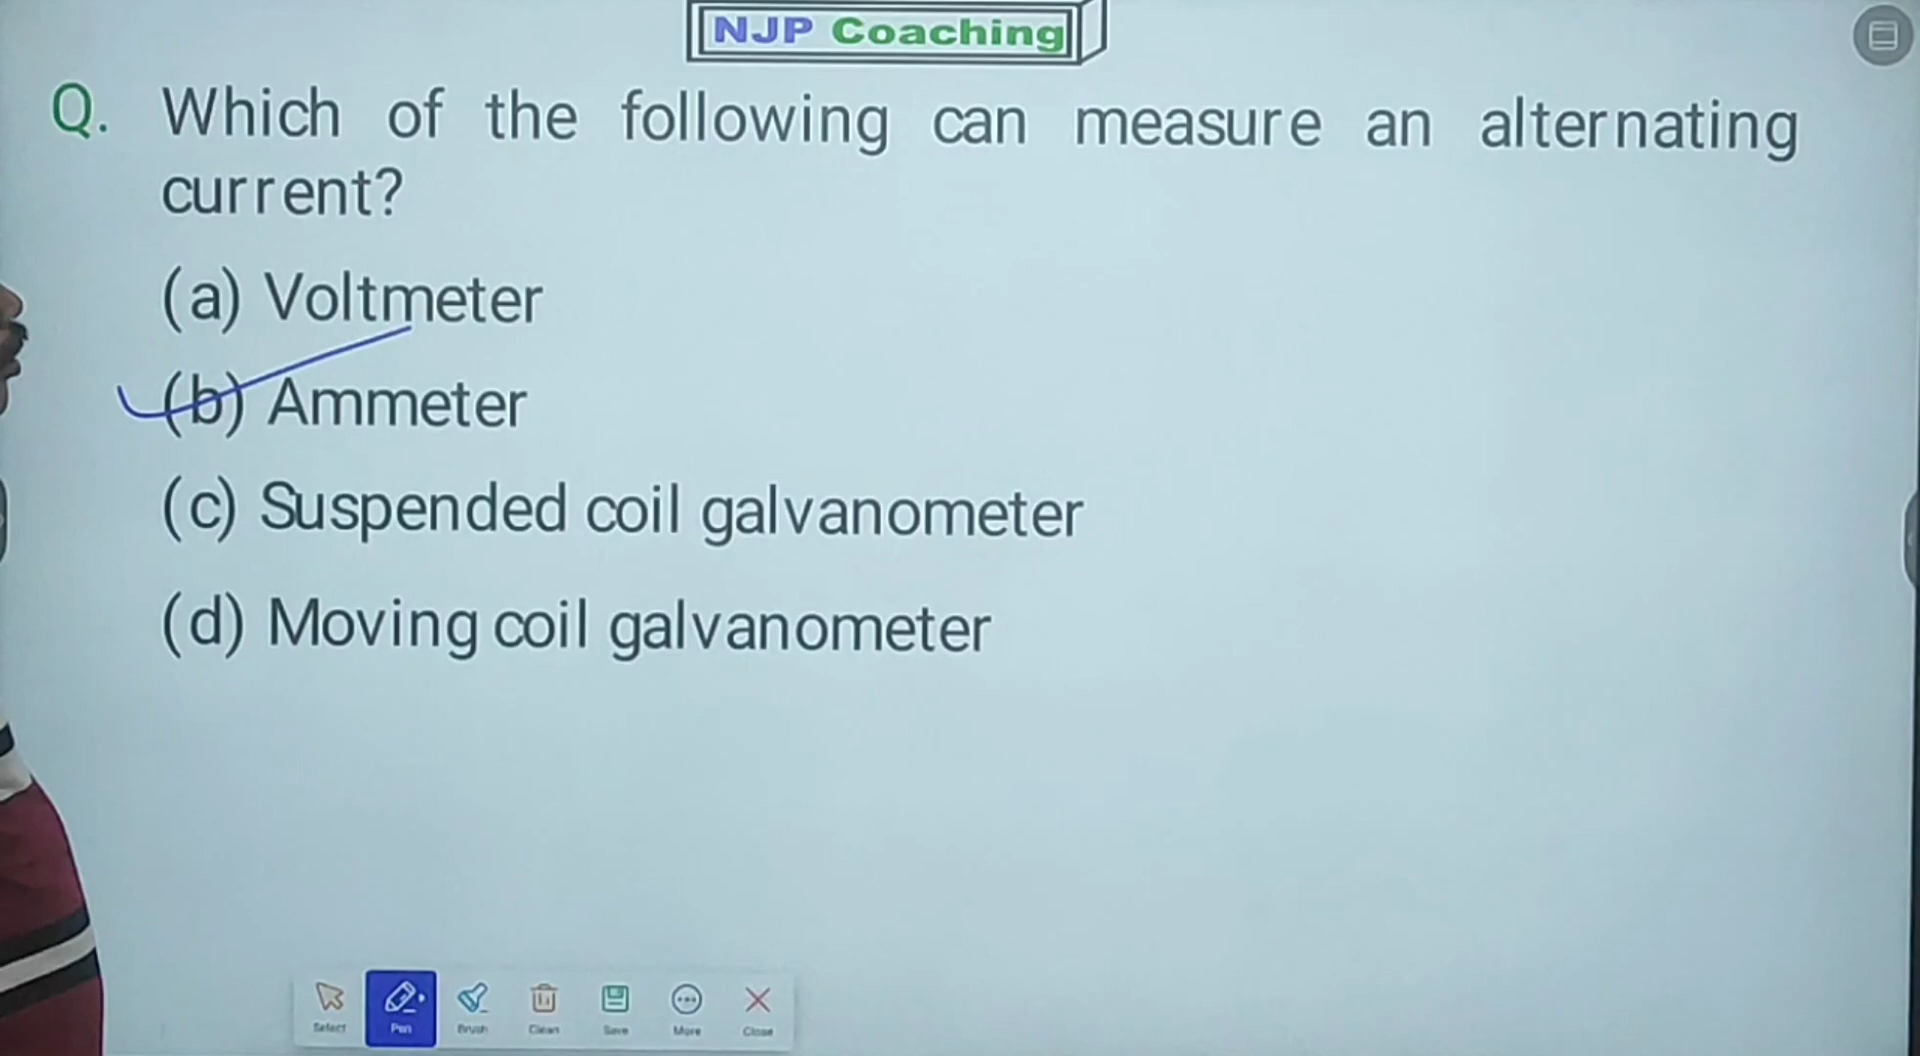 NJP Coaching
Q. Which of the following can measure an alternating
current?
(a) Voltmeter
(b) Ammeter
(c) Suspended coil galvanometer
(d) Moving coil galvanometer
Select Pen Brush Clean Save More Close